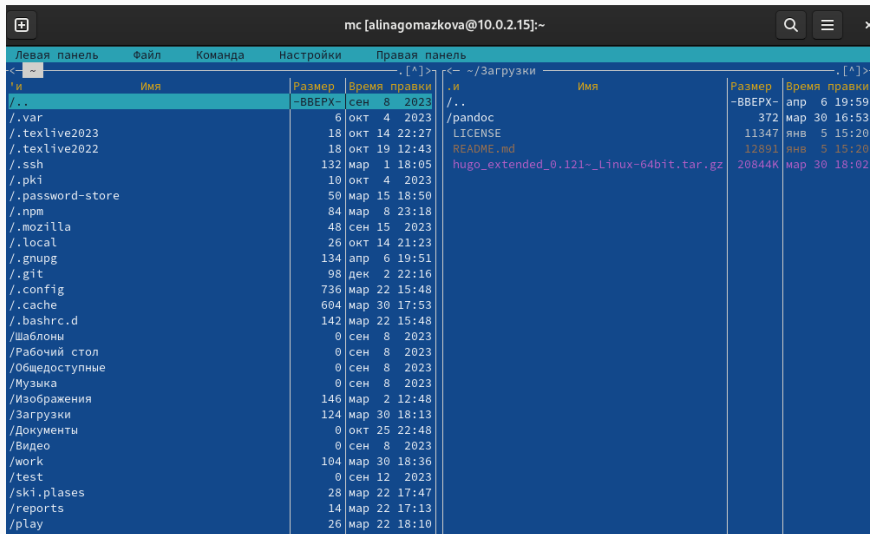 mc [alinagomazkova@10.0.2.15]:~
Левая панель Файл Команда Настройки Правая панель
<— ~ .[^]> <— ~/Загрузки .[^]>
'и Имя Размер Время правки .и Имя Размер Время правки
/.. -ВВЕРХ- сен 8 2023 /.. -ВВЕРХ- апр 6 19:59
/.var 6 окт 4 2023 /pandoc 372 мар 30 16:53
/.texlive2023 18 окт 14 22:27 LICENSE 11347 янв 5 15:20
/.texlive2022 18 окт 19 12:43 README.md 12891 янв 5 15:20
/.ssh 132 мар 1 18:05 hugo_extended_0.121~_Linux-64bit.tar.gz 20844K мар 30 18:02
/.pki 10 окт 4 2023
/.password-store 50 мар 15 18:50
/.npm 84 мар 8 23:18
/.mozilla 48 сен 15 2023
/.local 26 окт 14 21:23
/.gnupg 134 апр 6 19:51
/.git 98 дек 2 22:16
/.config 736 мар 22 15:48
/.cache 604 мар 30 17:53
/.bashrc.d 142 мар 22 15:48
/Шаблоны 0 сен 8 2023
/Рабочий стол 0 сен 8 2023
/Общедоступные 0 сен 8 2023
/Музыка 0 сен 8 2023
/Изображения 146 мар 2 12:48
/Загрузки 124 мар 30 18:13
/Документы 0 окт 25 22:48
/Видео 0 сен 8 2023
/work 104 мар 30 18:36
/test 0 сен 12 2023
/ski.plases 28 мар 22 17:47
/reports 14 мар 22 17:13
/play 26 мар 22 18:10